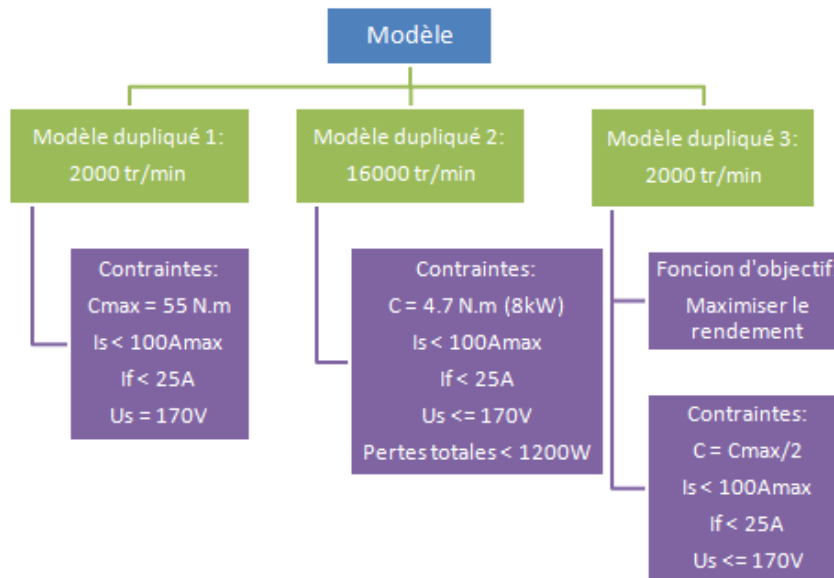 Modèle
Modèle dupliqué 1:
2000 tr/min
Modèle dupliqué 2:
16000 tr/min
Modèle dupliqué 3:
2000 tr/min
Contraintes:
Cmax = 55 N.m
Is < 100Amax
If < 25A
Us = 170V
Contraintes:
C = 4.7 N.m (8kW)
Is < 100Amax
If < 25A
Us <= 170V
Pertes totales < 1200W
Foncion d'objectif
Maximiser le
rendement
Contraintes:
C = Cmax/2
Is < 100Amax
If < 25A
Us <= 170V